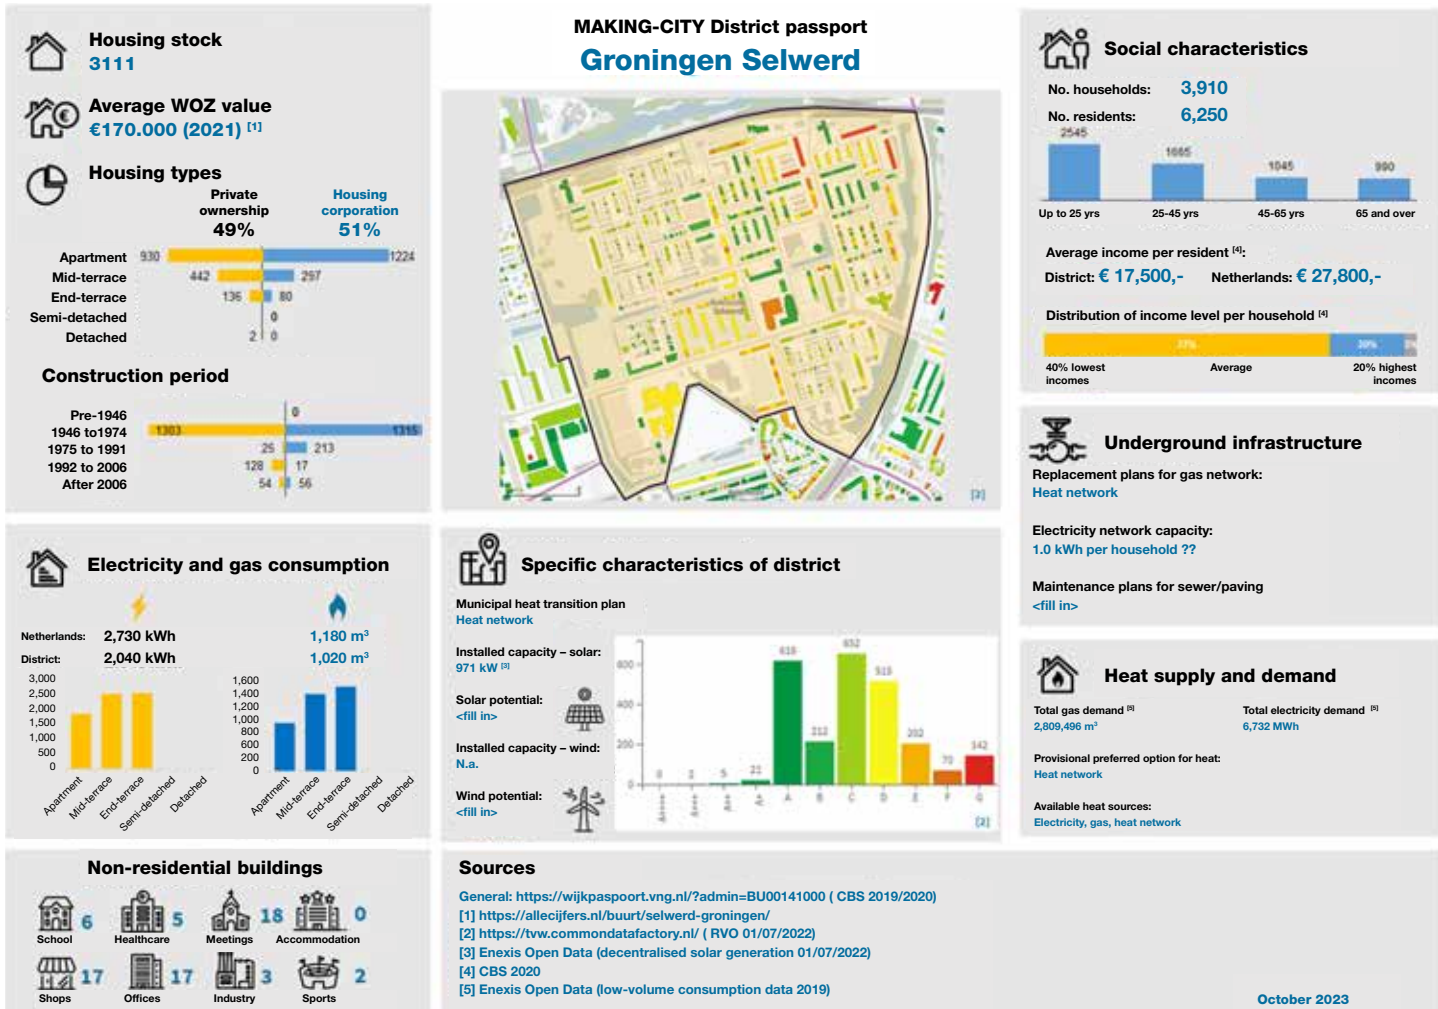 Housing stock
3111
Average WOZ value
€170.000 (2021) [1]
Housing types
Private ownership
49%
Housing corporation
51%
Apartment 930 1224
Mid-terrace 442 297
End-terrace 136 80
Semi-detached 0
Detached 2 0
Construction period
Pre-1946 0
1946 to1974 1303 1315
1975 to 1991 25 213
1992 to 2006 128 17
After 2006 54 56
MAKING-CITY District passport
Groningen Selwerd
[2]
Social characteristics
No. households: 3,910
No. residents: 6,250
2545 1665 1045 990
Up to 25 yrs 25-45 yrs 45-65 yrs 65 and over
Average income per resident [4]:
District: € 17,500,- Netherlands: € 27,800,-
Distribution of income level per household [4]
40% lowest incomes
Average
20% highest incomes
Underground infrastructure
Replacement plans for gas network:
Heat network
Electricity network capacity:
1.0 kWh per household ??
Maintenance plans for sewer/paving
<fill in>
Electricity and gas consumption
Netherlands: 2,730 kWh 1,180 m³
District: 2,040 kWh 1,020 m³
3,000
2,500
2,000
1,500
1,000
500
0
Apartment Mid-terrace End-terrace Semi-detached Detached
1,600
1,400
1,200
1,000
800
600
400
200
0
Apartment Mid-terrace End-terrace Semi-detached Detached
Specific characteristics of district
Municipal heat transition plan
Heat network
Installed capacity – solar:
971 kW [3]
Solar potential:
<fill in>
Installed capacity – wind:
N.a.
Wind potential:
<fill in>
600
400
200
0
212 652 515 202 70 142
A++++ A+++ A++ A+ A B C D E F G
[2]
Heat supply and demand
Total gas demand [5]
2,809,496 m³
Total electricity demand [5]
6,732 MWh
Provisional preferred option for heat:
Heat network
Available heat sources:
Electricity, gas, heat network
Non-residential buildings
6 5 18 0
School Healthcare Meetings Accommodation
17 17 3 2
Shops Offices Industry Sports
Sources
General: https://wijkpaspoort.vng.nl/?admin=BU00141000 ( CBS 2019/2020)
[1] https://allecijfers.nl/buurt/selwerd-groningen/
[2] https://tvw.commondatafactory.nl/ ( RVO 01/07/2022)
[3] Enexis Open Data (decentralised solar generation 01/07/2022)
[4] CBS 2020
[5] Enexis Open Data (low-volume consumption data 2019)
October 2023